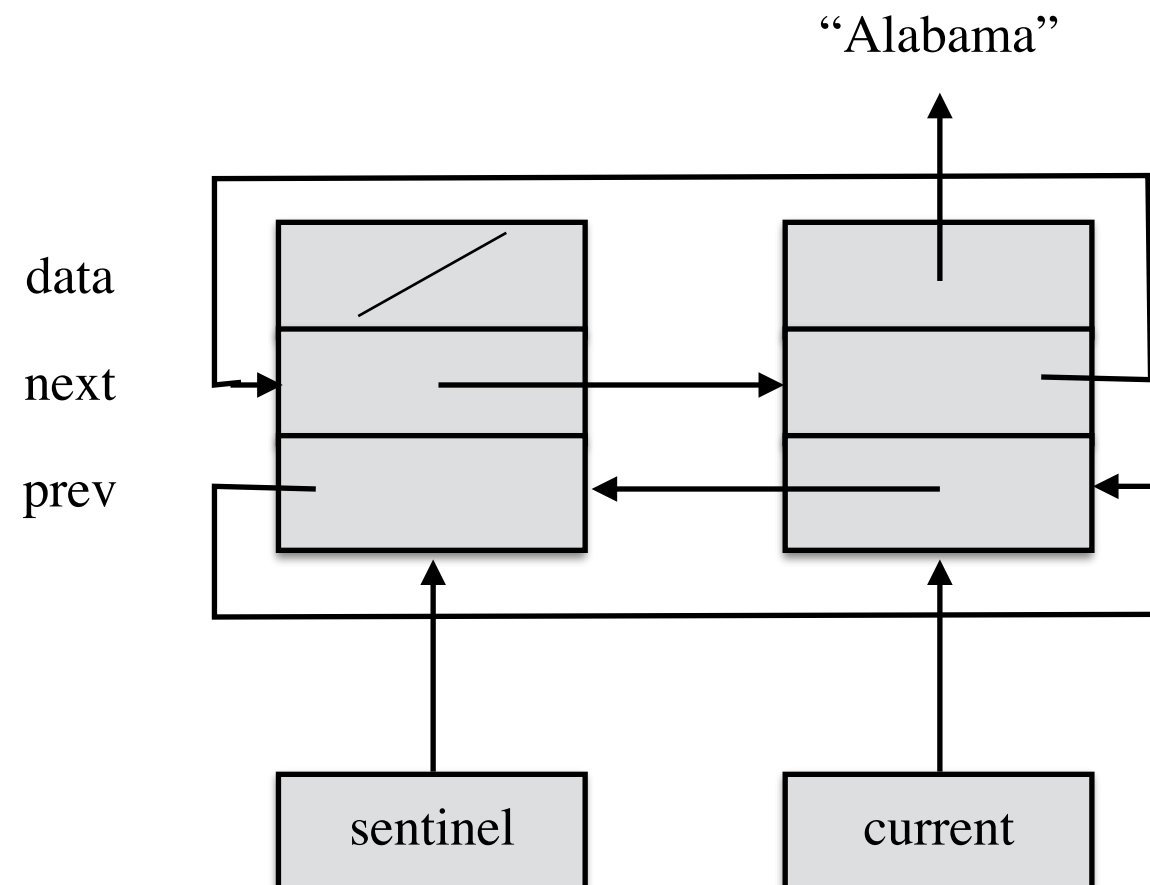 “Alabama”
data
next
prev
sentinel
current